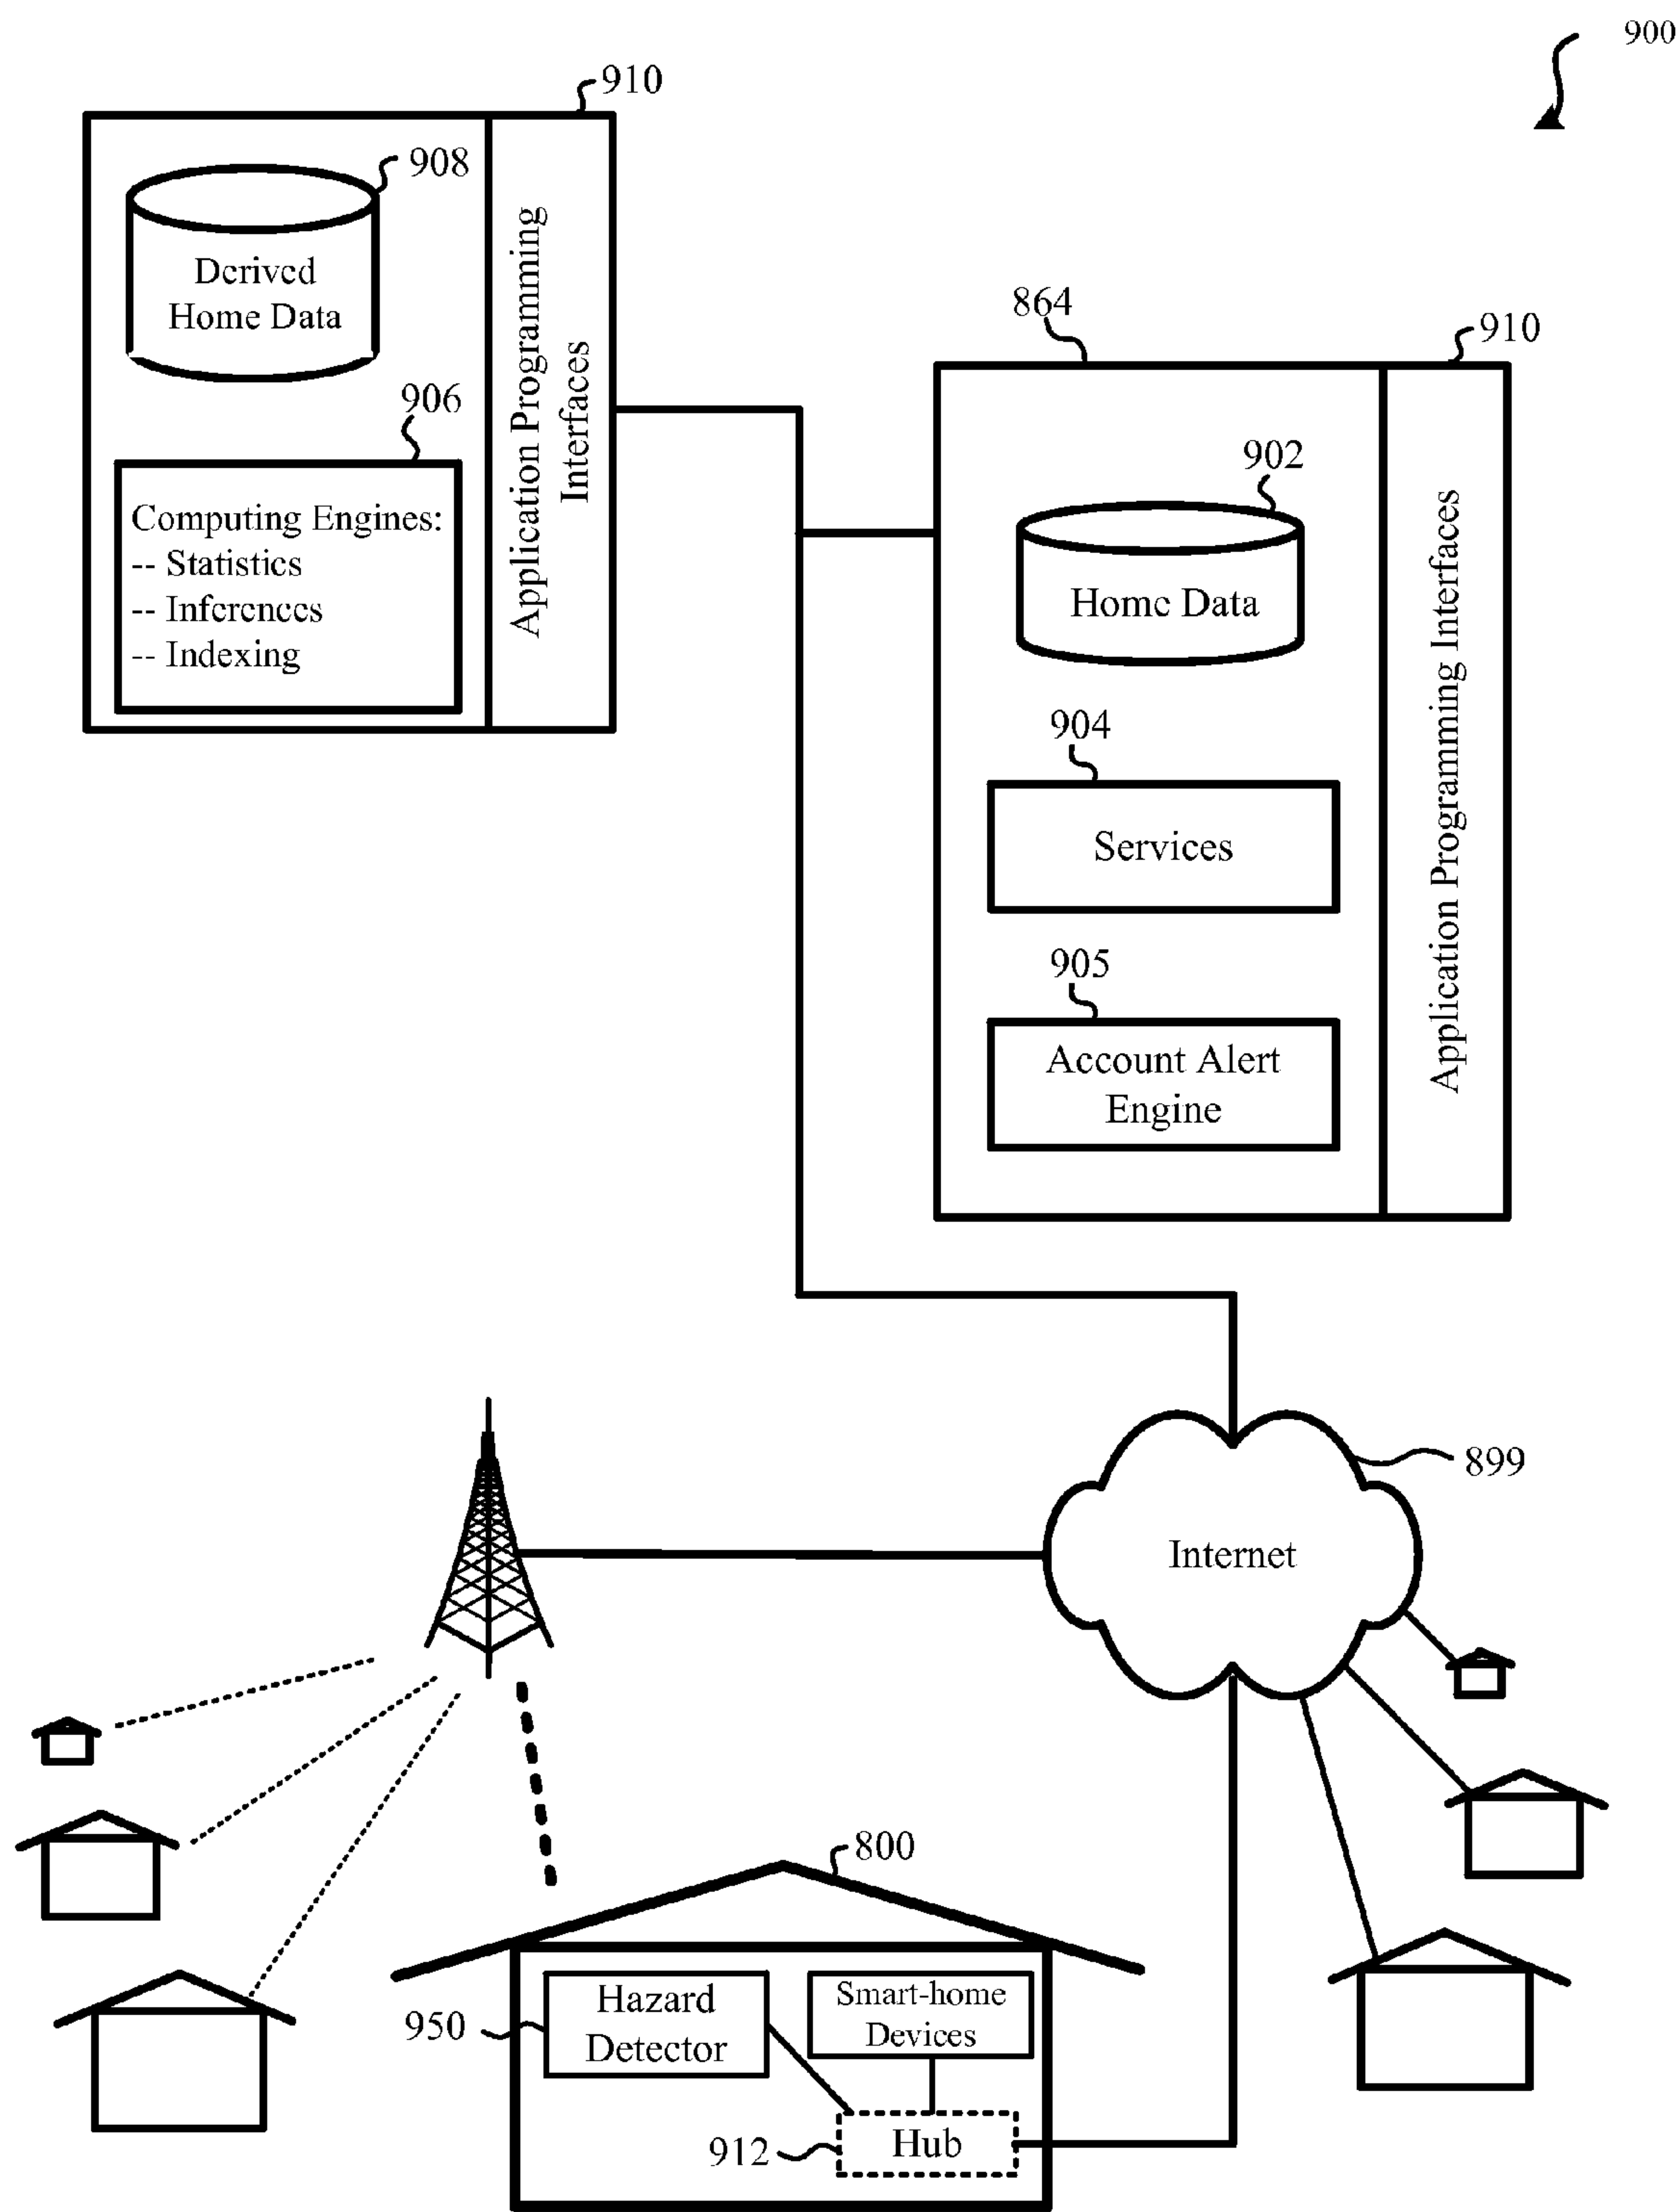 900
910
908
Derived
Home Data
906
Computing Engines:
-- Statistics
-- Inferences
-- Indexing
Application Programming
Interfaces
864
910
902
Home Data
904
Services
905
Account Alert
Engine
Application Programming Interfaces
899
Internet
800
Hazard
Detector
950
Smart-home
Devices
912
Hub